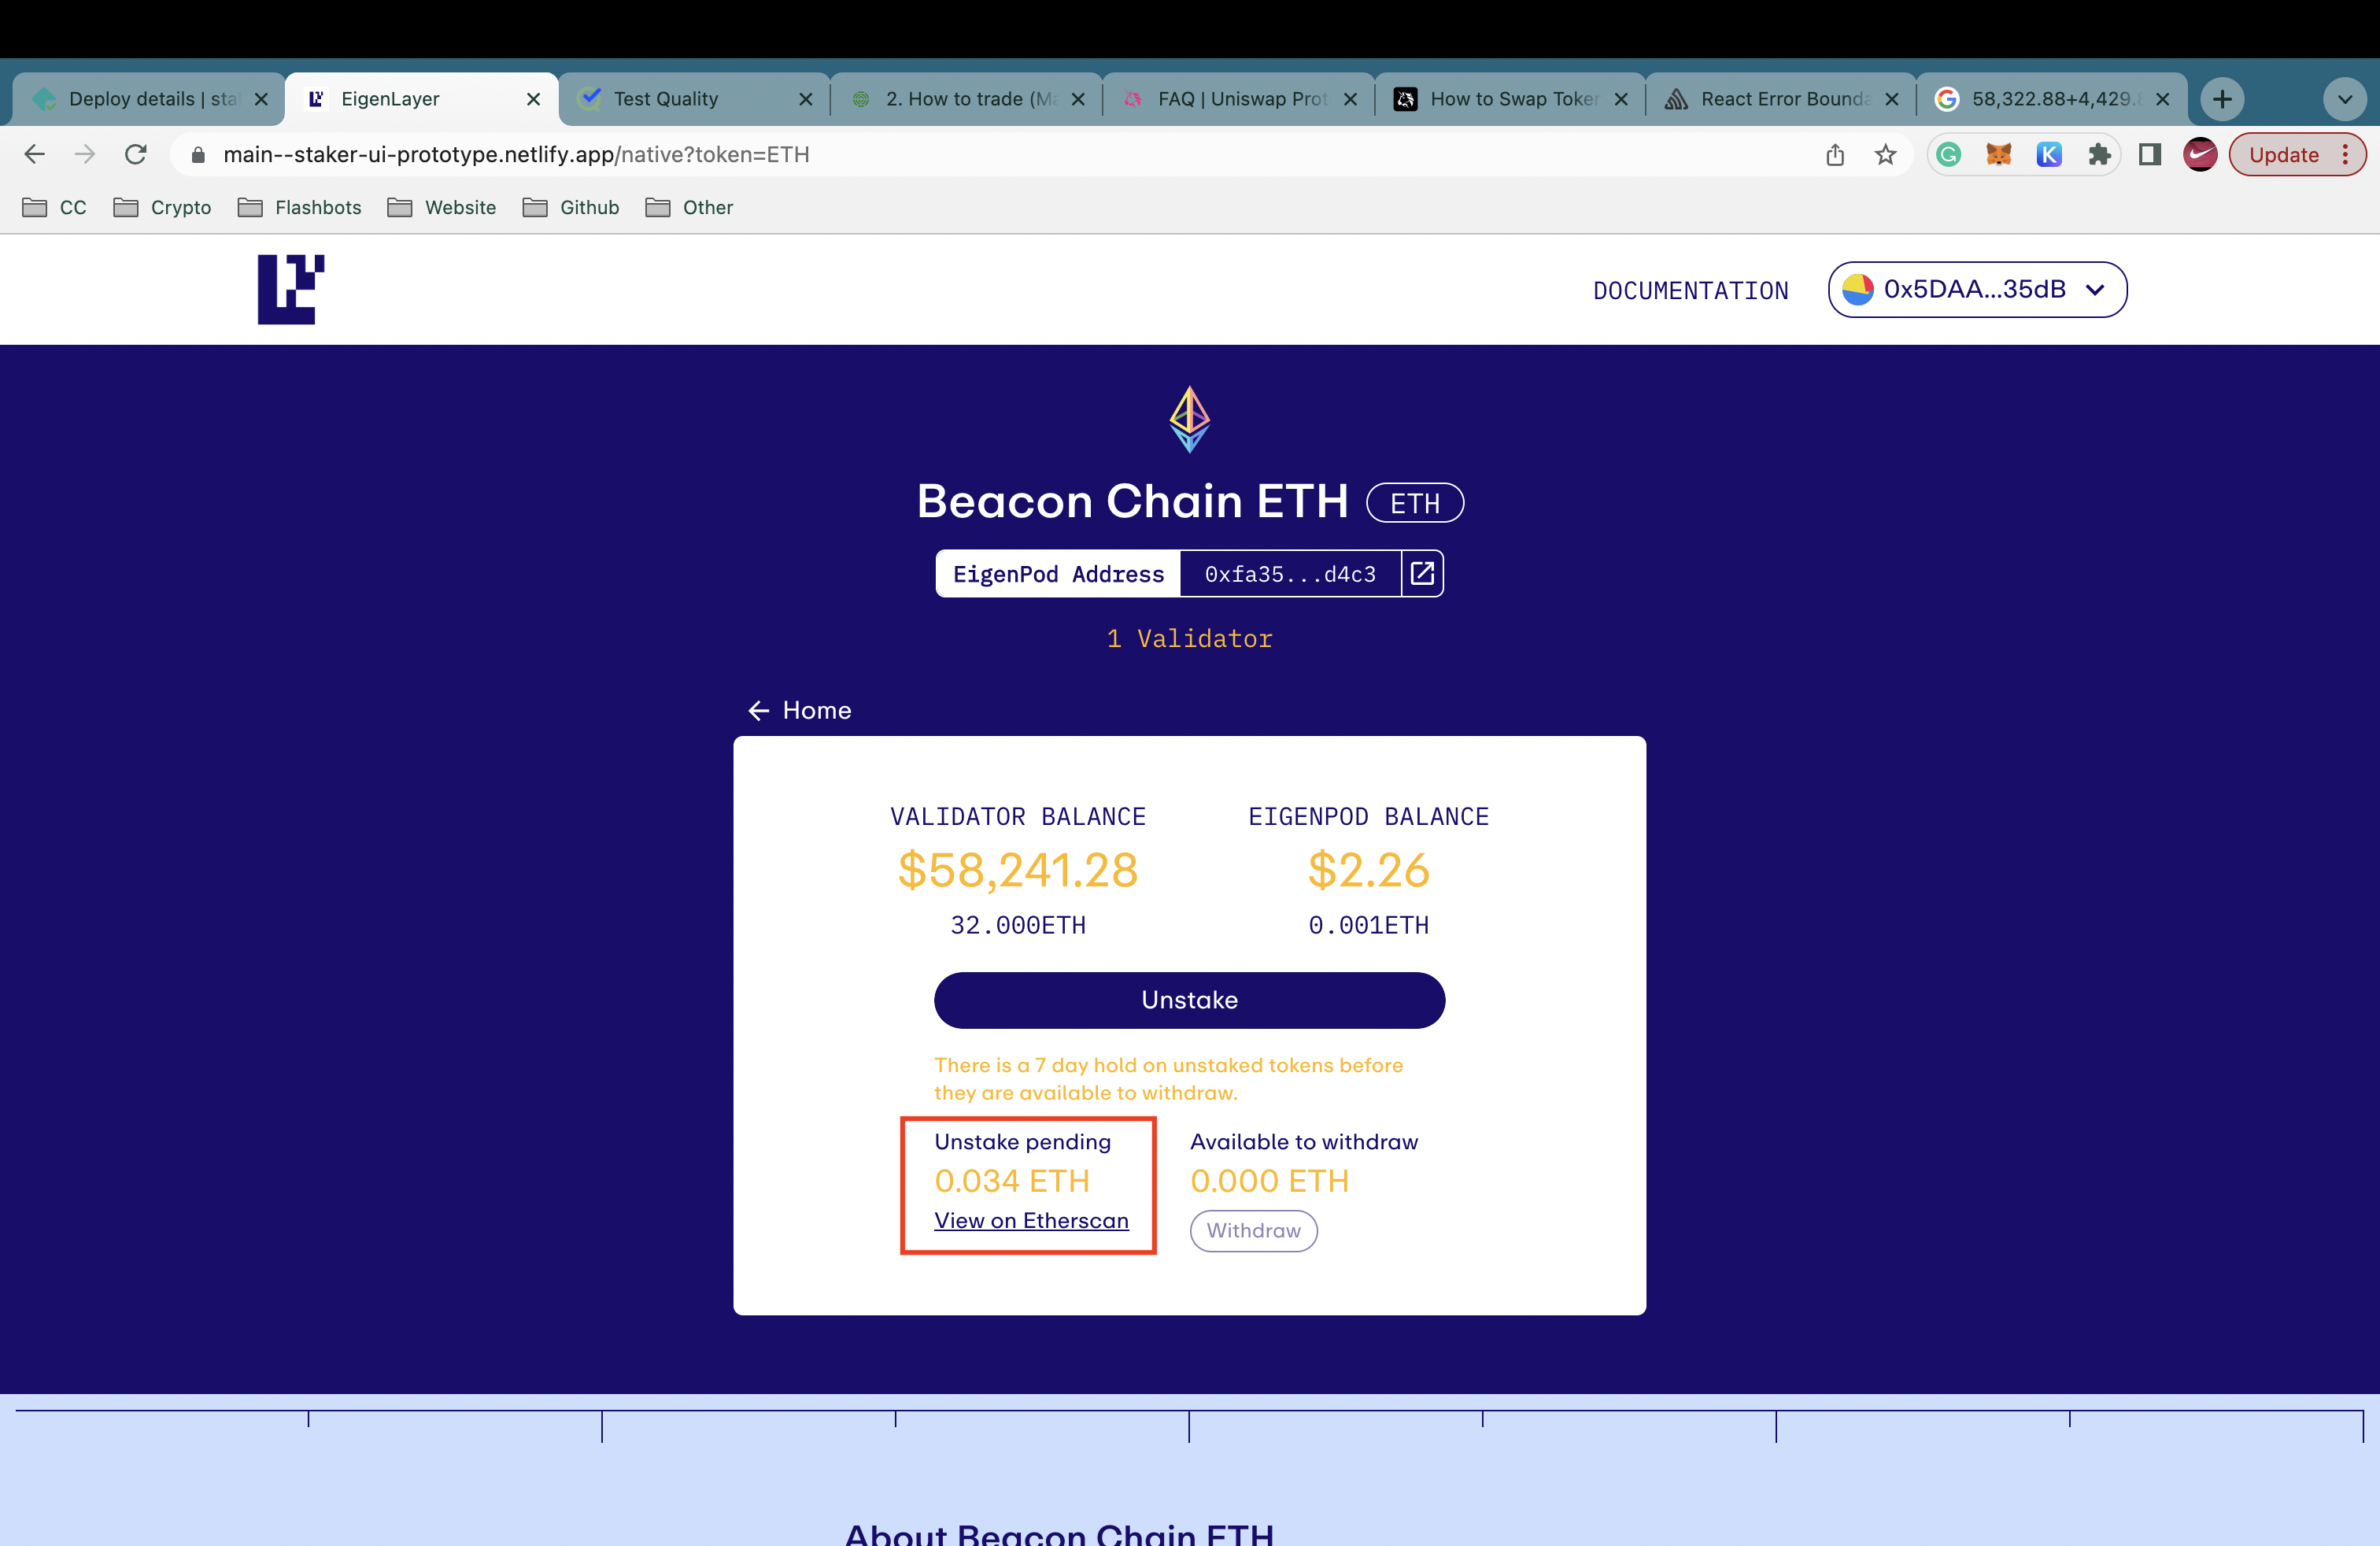 Deploy details | sta
EigenLayer
Test Quality
2. How to trade (Ma
FAQ | Uniswap Prot
How to Swap Token
React Error Bounda
58,322.88+4,429.8
main--staker-ui-prototype.netlify.app/native?token=ETH
Update
CC
Crypto
Flashbots
Website
Github
Other
DOCUMENTATION
0x5DAA...35dB
Beacon Chain ETH
ETH
EigenPod Address
0xfa35...d4c3
1 Validator
Home
VALIDATOR BALANCE
EIGENPOD BALANCE
$58,241.28
$2.26
32.000ETH
0.001ETH
Unstake
There is a 7 day hold on unstaked tokens before
they are available to withdraw.
Unstake pending
Available to withdraw
0.034 ETH
0.000 ETH
View on Etherscan
Withdraw
About Beacon Chain ETH